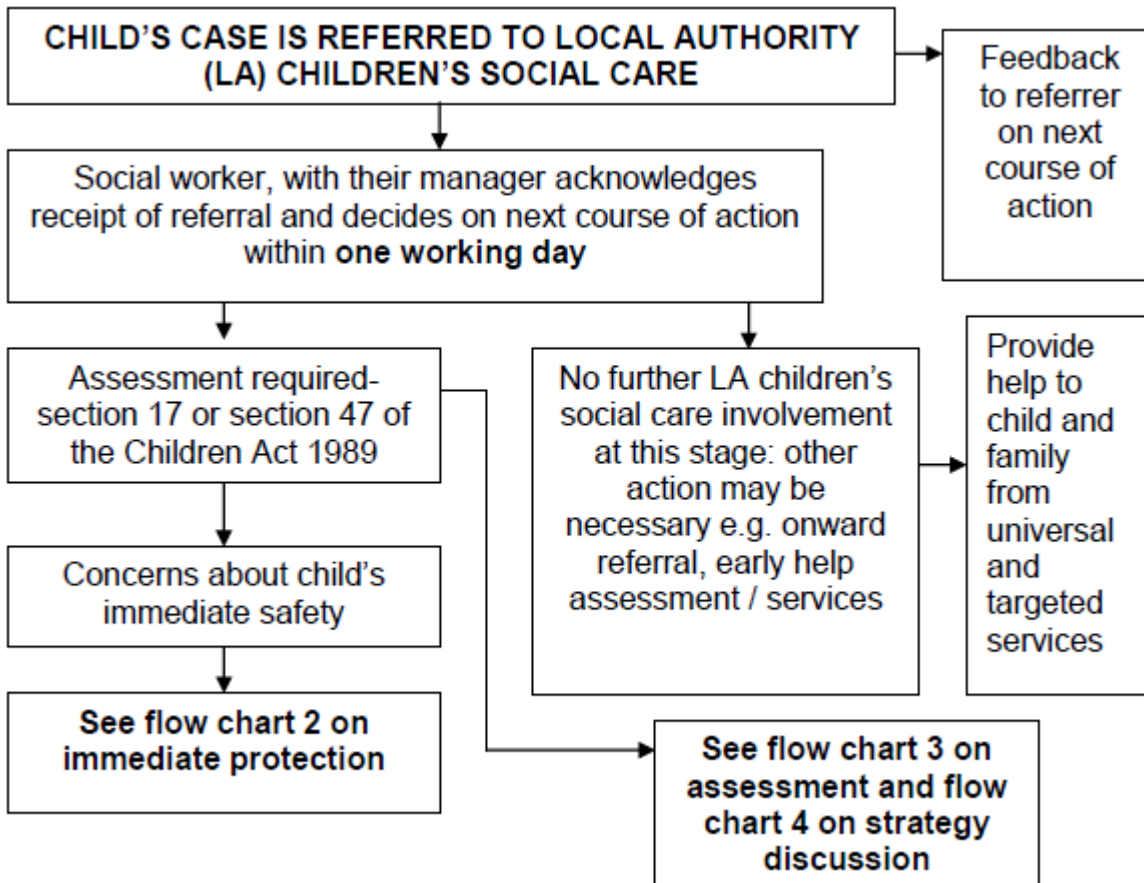 CHILD'S CASE IS REFERRED TO LOCAL AUTHORITY
(LA) CHILDREN'S SOCIAL CARE
Feedback
to referrer
on next
course of
action
Social worker, with their manager acknowledges
receipt of referral and decides on next course of action
within one working day
Assessment required-
section 17 or section 47 of
the Children Act 1989
No further LA children's
social care involvement
at this stage: other
action may be
necessary e.g. onward
referral, early help
assessment / services
Provide
help to
child and
family
from
universal
and
targeted
services
Concerns about child's
immediate safety
See flow chart 2 on
immediate protection
See flow chart 3 on
assessment and flow
chart 4 on strategy
discussion